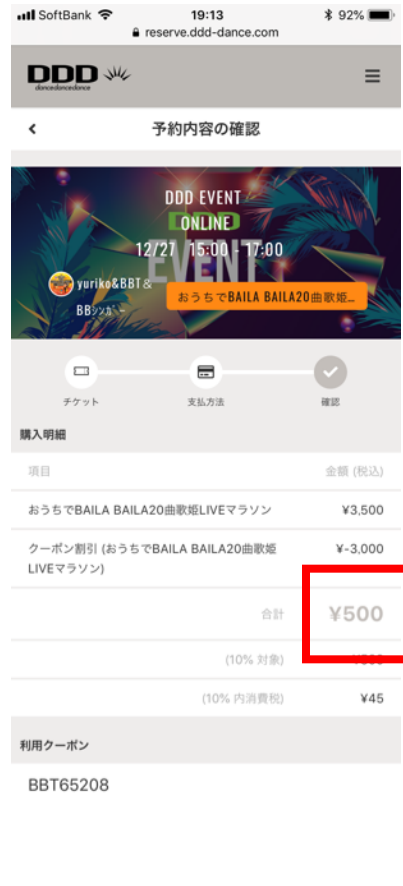 SoftBank 19:13 92%
reserve.ddd-dance.com
DDD
dancedancedance
予約内容の確認
DDD EVENT
ONLINE
12/27 15:00 - 17:00
EVENT
yuriko&BBT&
BBシンガー
おうちでBAILA BAILA20曲歌姫…
チケット 支払方法 確認
購入明細
項目 金額 (税込)
おうちでBAILA BAILA20曲歌姫LIVEマラソン ¥3,500
クーポン割引 (おうちでBAILA BAILA20曲歌姫 ¥-3,000
LIVEマラソン)
合計 ¥500
(10% 対象)
(10% 内消費税) ¥45
利用クーポン
BBT65208